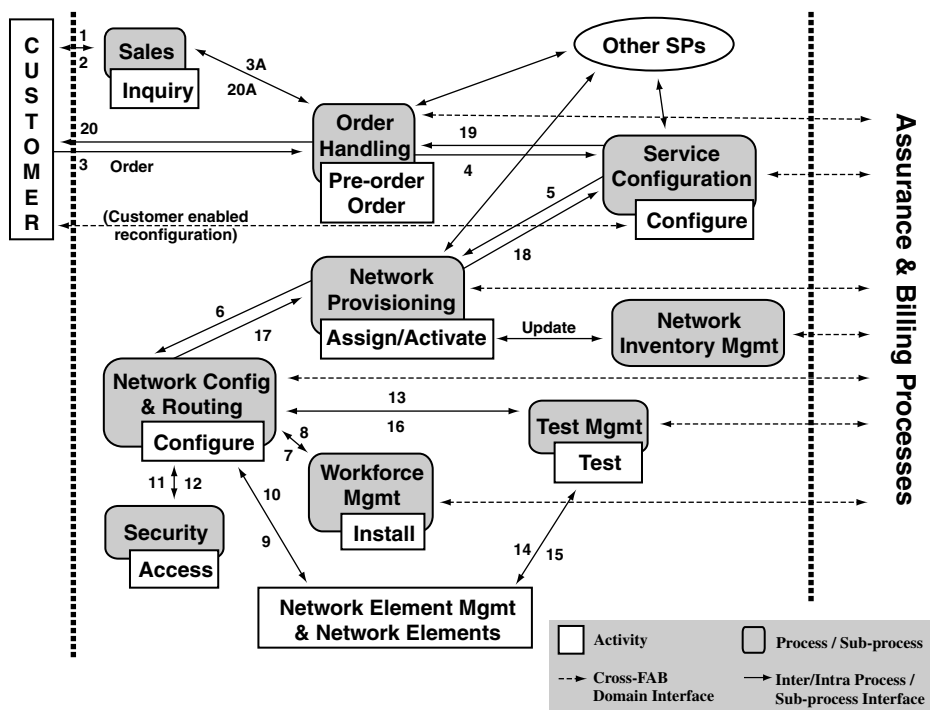 CUSTOMER
1
2
Sales
Inquiry
3A
20A
Other SPs
20
3
Order
Order
Handling
Pre-order
Order
19
4
Service
Configuration
Configure
(Customer enabled
reconfiguration)
5
18
Network
Provisioning
Assign/Activate
Update
Network
Inventory Mgmt
6
17
Network Config
& Routing
Configure
13
16
Test Mgmt
Test
8
7
Workforce
Mgmt
Install
11
12
Security
Access
10
9
14
15
Network Element Mgmt
& Network Elements
Assurance & Billing Processes
Activity
Process / Sub-process
Cross-FAB
Domain Interface
Inter/Intra Process /
Sub-process Interface